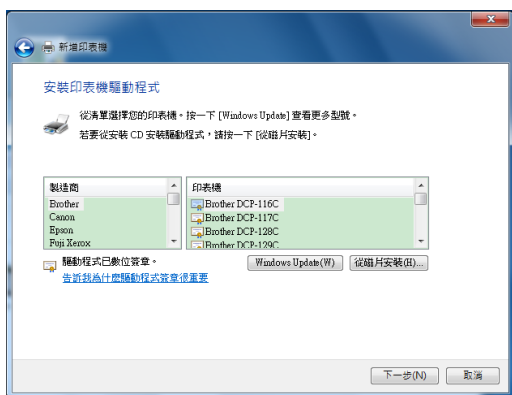 新增印表機
安裝印表機驅動程式
從清單選擇您的印表機。按一下 [Windows Update] 查看更多型號。
若要從安裝 CD 安裝驅動程式，請按一下 [從磁片安裝]。
製造商
Brother
Canon
Epson
Fuji Xerox
印表機
Brother DCP-116C
Brother DCP-117C
Brother DCP-128C
Brother DCP-129C
驅動程式已數位簽章。
告訴我為什麼驅動程式簽章很重要
Windows Update(W)
從磁片安裝(H)...
下一步(N)
取消